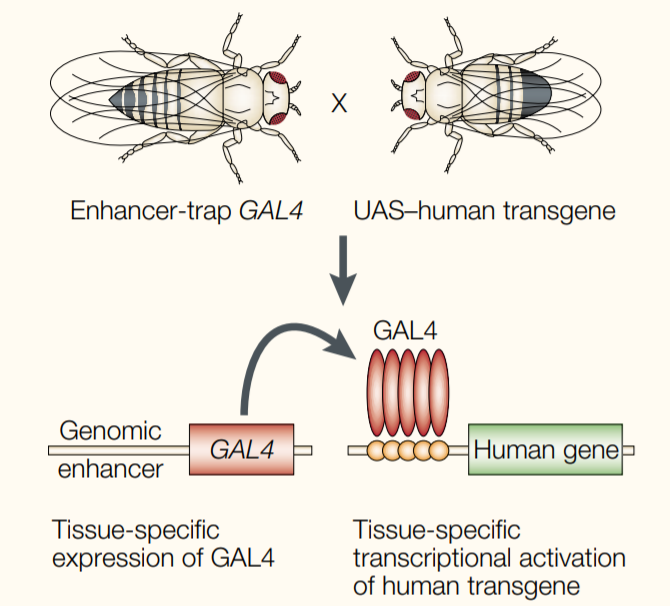 X
Enhancer-trap GAL4
UAS–human transgene
GAL4
Genomic
enhancer
GAL4
Human gene
Tissue-specific
expression of GAL4
Tissue-specific
transcriptional activation
of human transgene